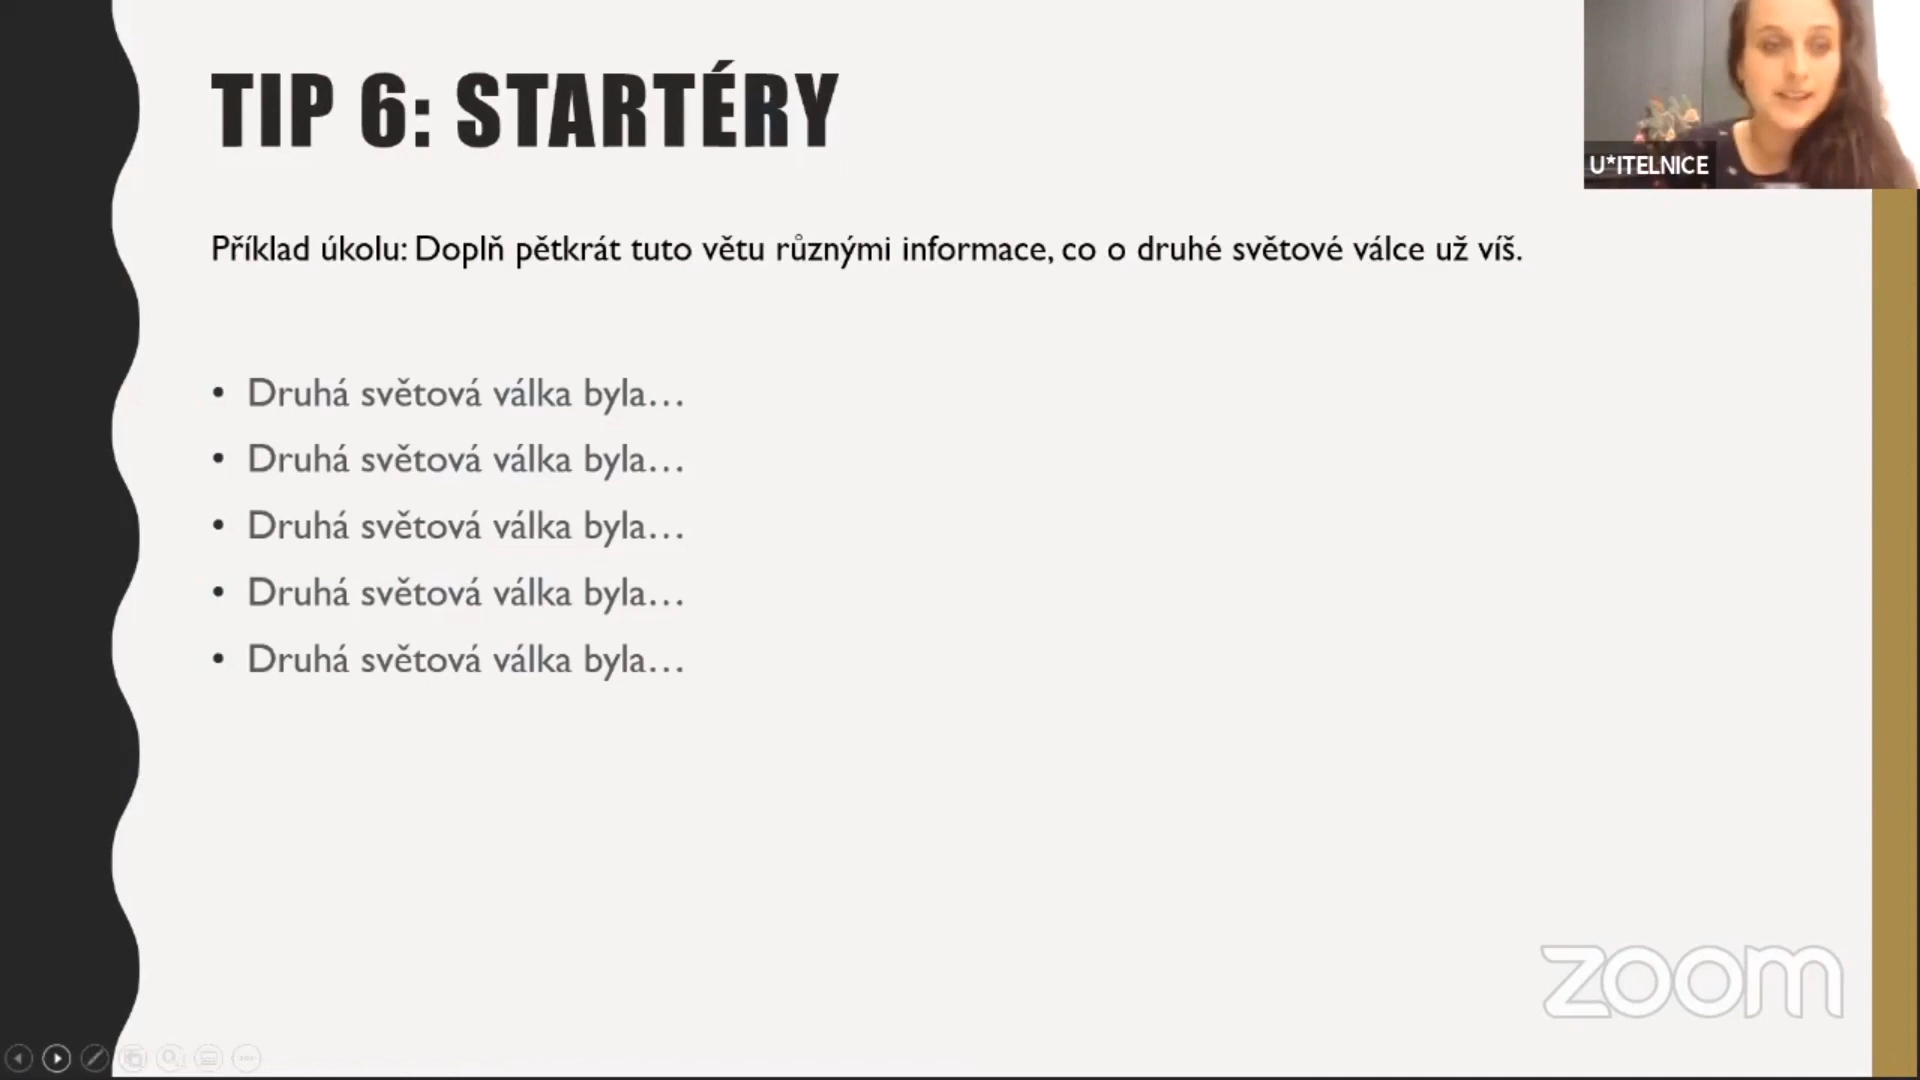 TIP 6: STARTÉRY
U*ITELNICE
Příklad úkolu: Doplň pětkrát tuto větu různými informace, co o druhé světové válce už víš.
• Druhá světová válka byla…
• Druhá světová válka byla…
• Druhá světová válka byla…
• Druhá světová válka byla…
• Druhá světová válka byla…
zoom